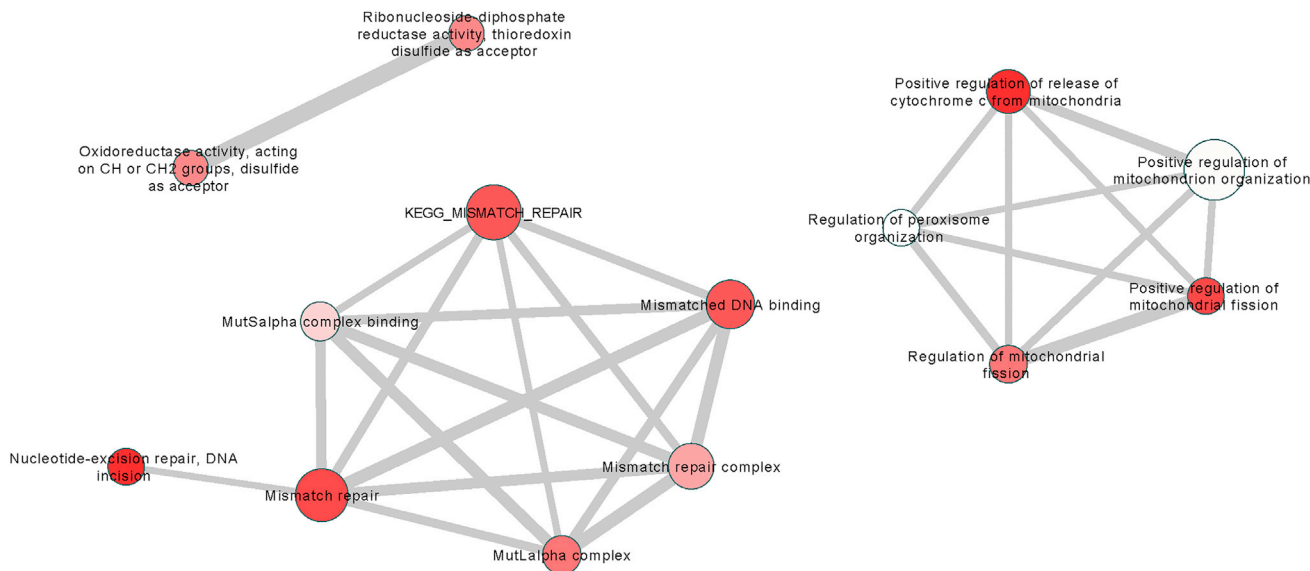 Ribonucleoside-diphosphate
reductase activity, thioredoxin
disulfide as acceptor
Oxidoreductase activity, acting
on CH or CH2 groups, disulfide
as acceptor
Positive regulation of release of
cytochrome c from mitochondria
Positive regulation of
mitochondrion organization
Regulation of peroxisome
organization
Positive regulation of
mitochondrial fission
Regulation of mitochondrial
fission
KEGG_MISMATCH_REPAIR
Mismatched DNA binding
MutSalpha complex binding
Nucleotide-excision repair, DNA
incision
Mismatch repair
Mismatch repair complex
MutLalpha complex